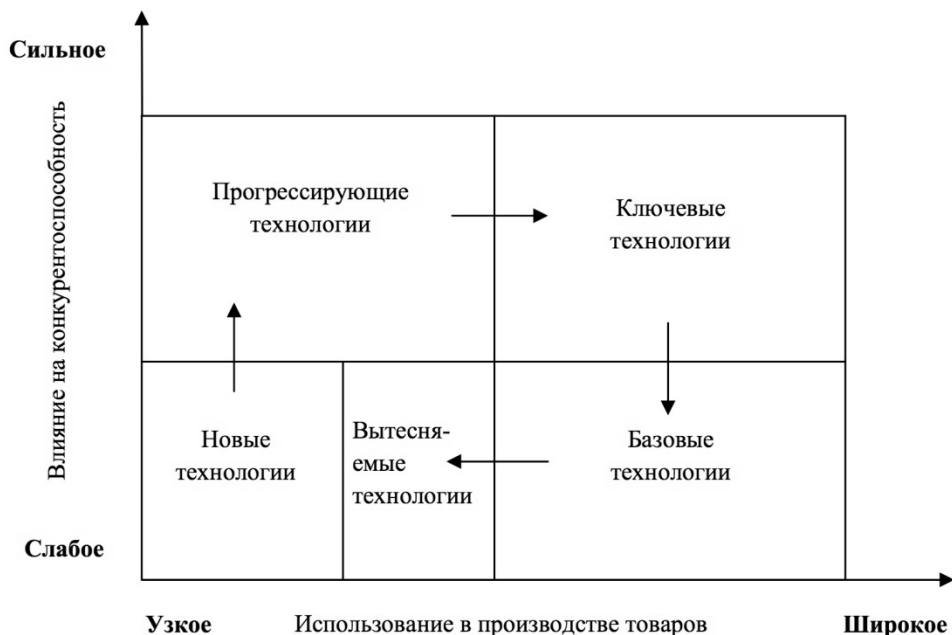 Сильное
Влияние на конкурентоспособность
Прогрессирующие
технологии
Ключевые
технологии
Новые
технологии
Вытесня-
емые
технологии
Базовые
технологии
Слабое
Узкое
Использование в производстве товаров
Широкое